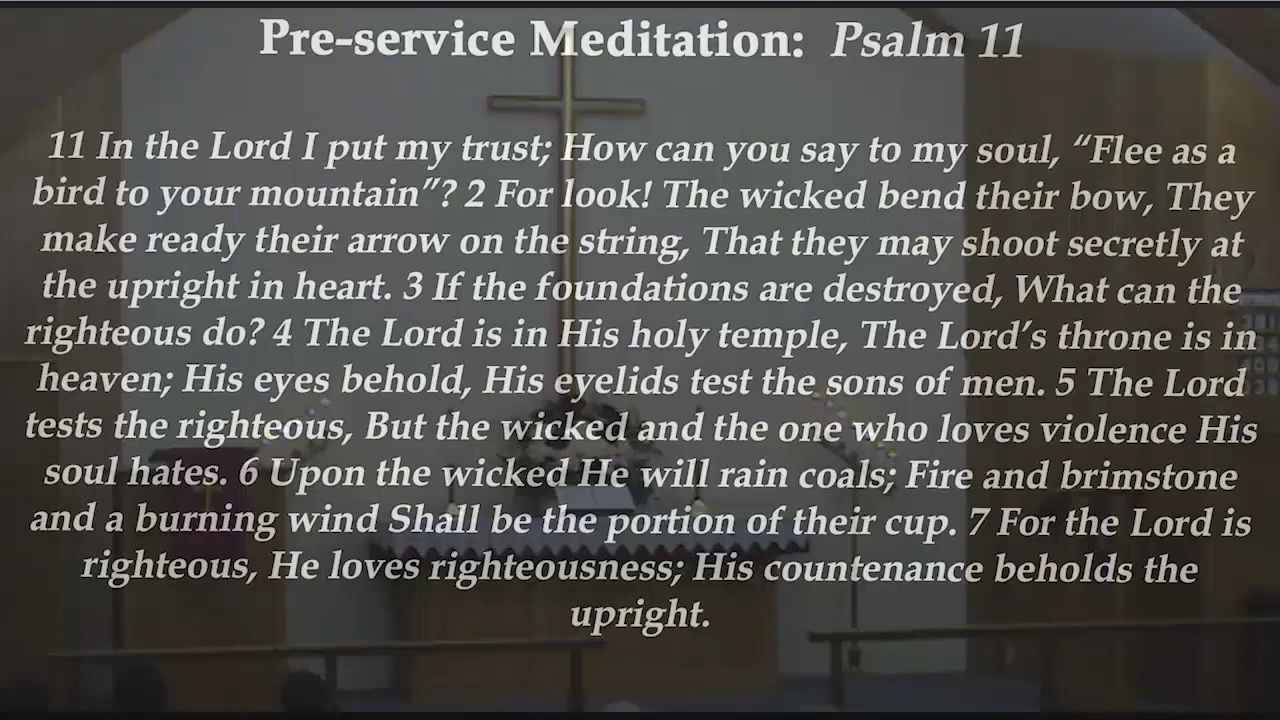 Pre-service Meditation: Psalm 11
11 In the Lord I put my trust; How can you say to my soul, “Flee as a
bird to your mountain”? 2 For look! The wicked bend their bow, They
make ready their arrow on the string, That they may shoot secretly at
the upright in heart. 3 If the foundations are destroyed, What can the
righteous do? 4 The Lord is in His holy temple, The Lord’s throne is in
heaven; His eyes behold, His eyelids test the sons of men. 5 The Lord
tests the righteous, But the wicked and the one who loves violence His
soul hates. 6 Upon the wicked He will rain coals; Fire and brimstone
and a burning wind Shall be the portion of their cup. 7 For the Lord is
righteous, He loves righteousness; His countenance beholds the
upright.